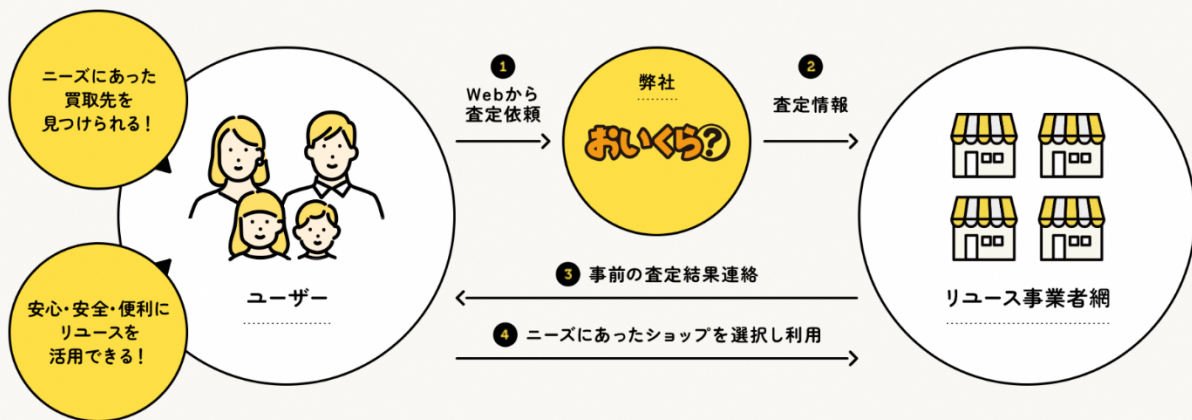 ニーズにあった
買取先を
見つけられる！
安心・安全・便利に
リユースを
活用できる！
ユーザー
1
Webから
査定依頼
弊社
おいくら?
2
査定情報
3 事前の査定結果連絡
4 ニーズにあったショップを選択し利用
リユース事業者網